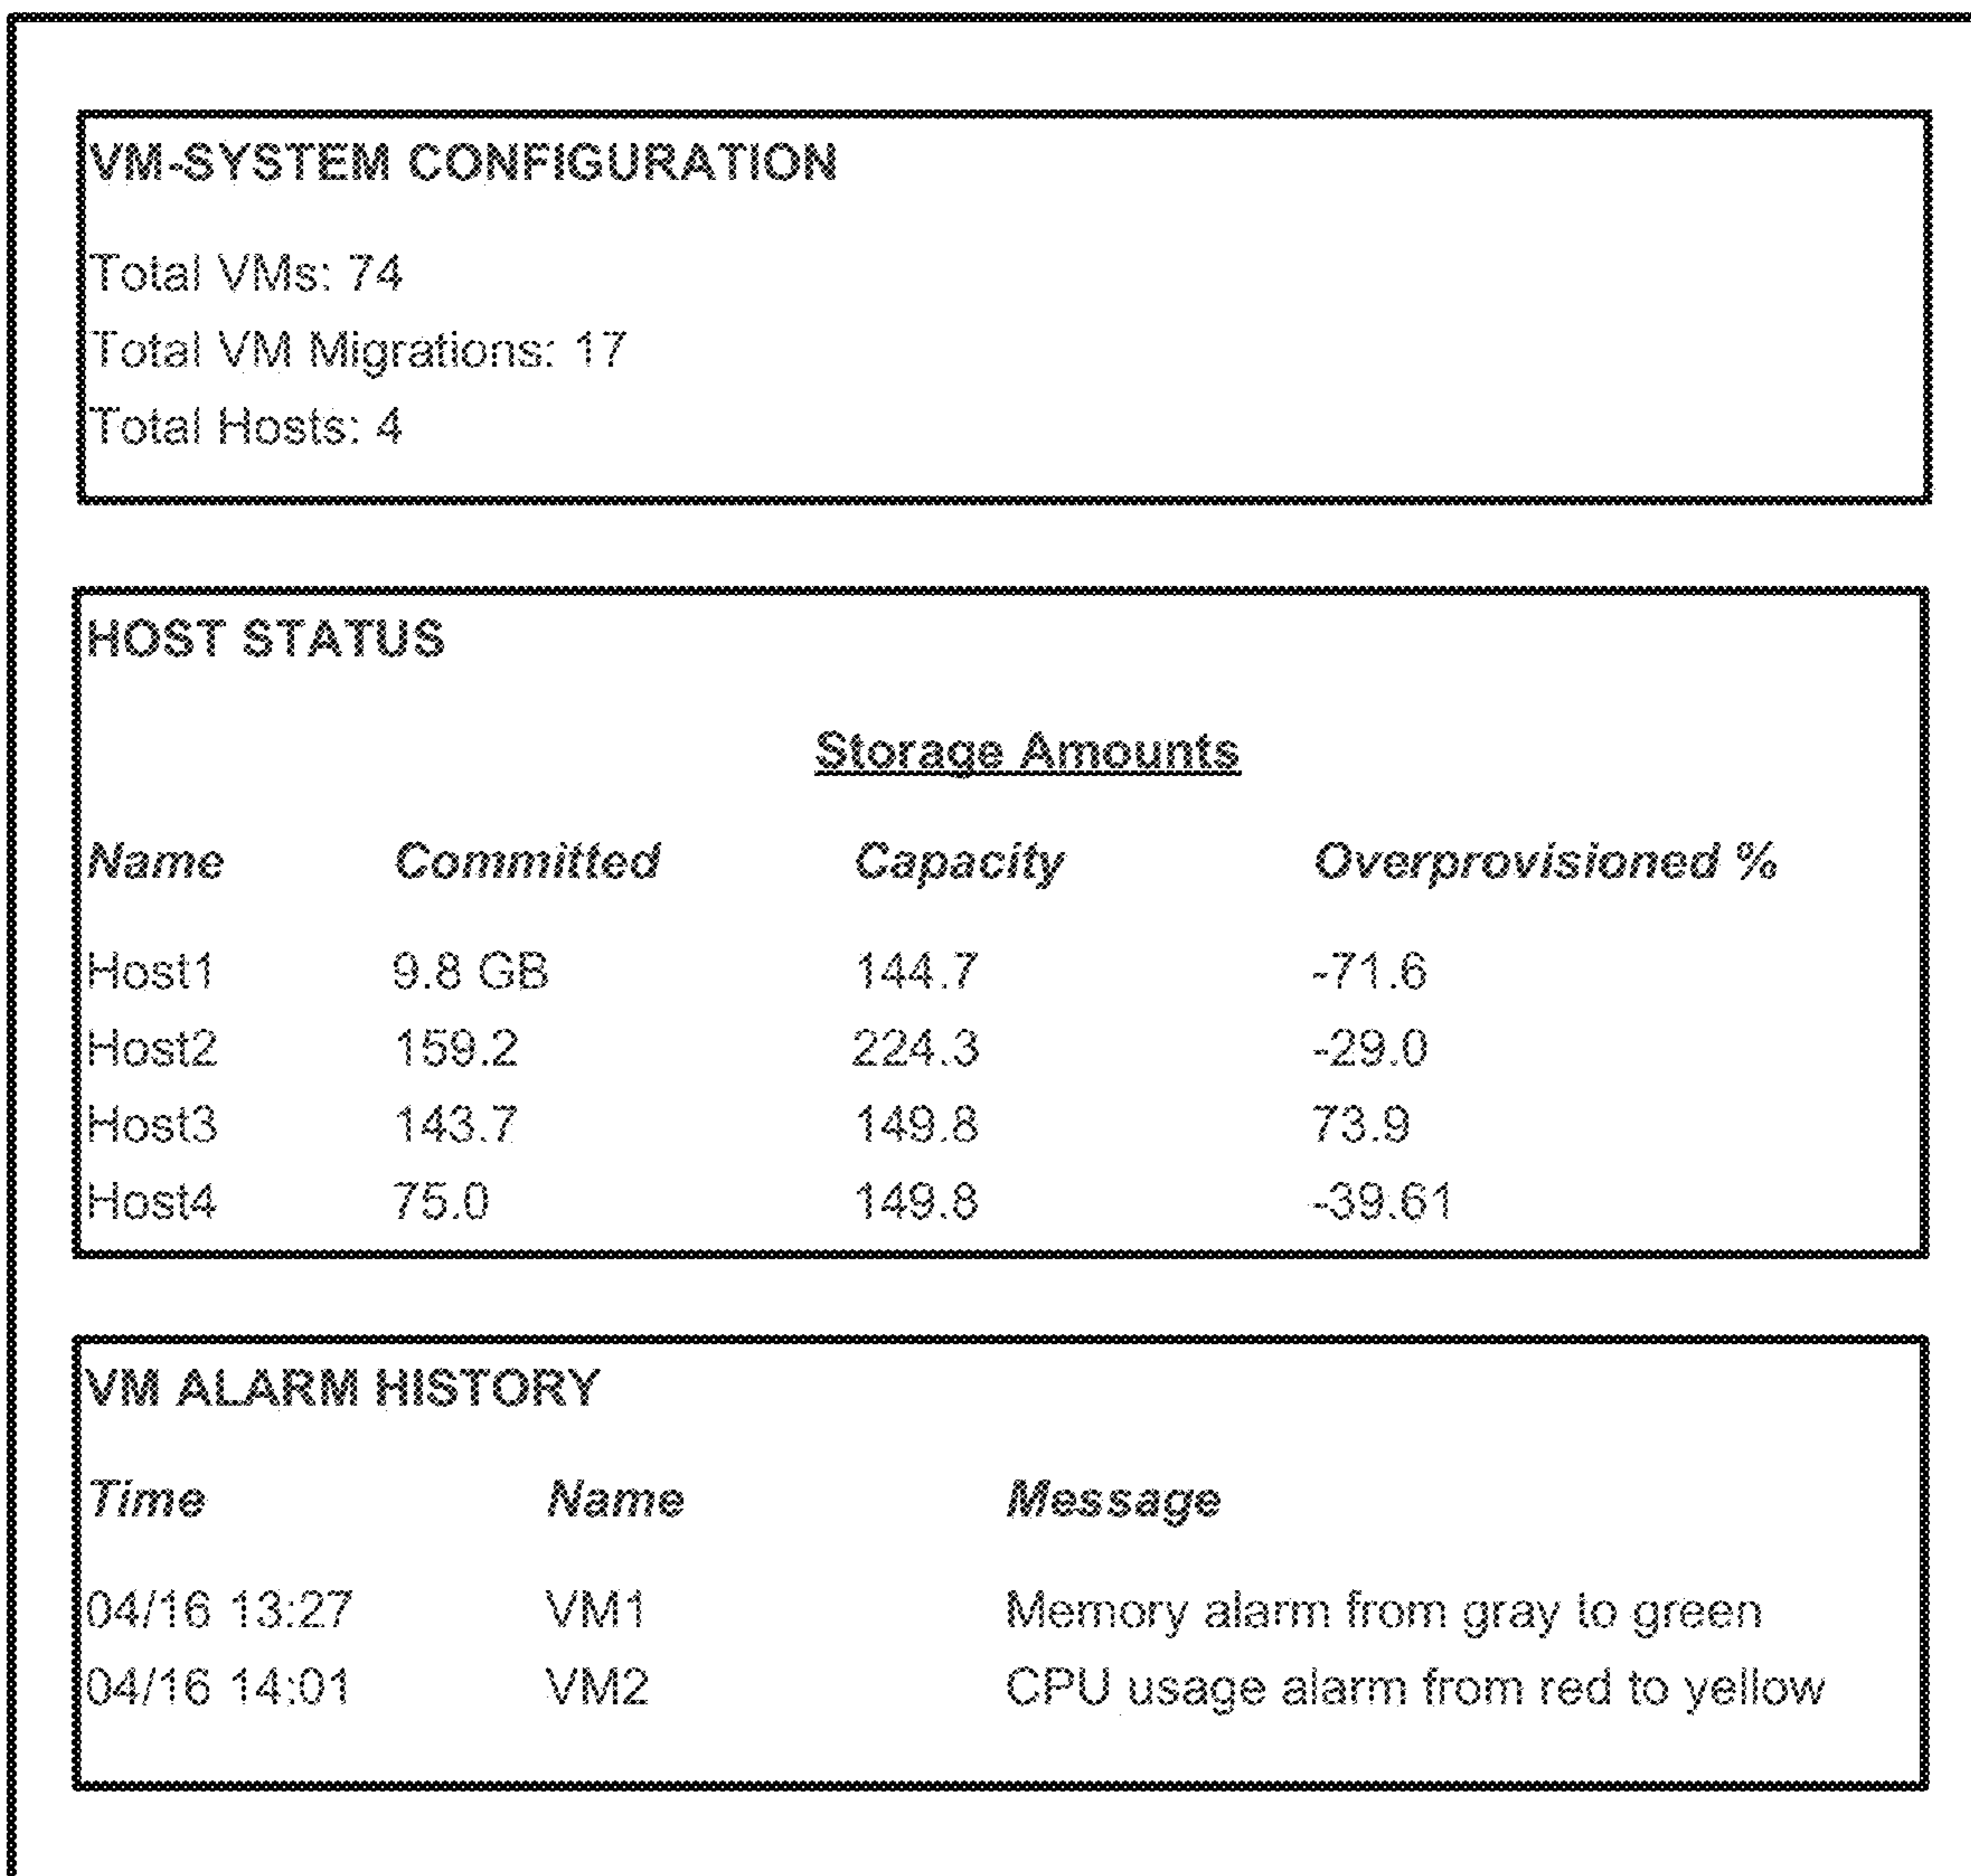 VM-SYSTEM CONFIGURATION
Total VMs: 74
Total VM Migrations: 17
Total Hosts: 4
HOST STATUS
Storage Amounts
Name Committed Capacity Overprovisioned %
Host1 9.8 GB 144.7 -71.6
Host2 159.2 224.3 -29.0
Host3 143.7 149.8 73.9
Host4 75.0 149.8 -39.61
VM ALARM HISTORY
Time Name Message
04/16 13:27 VM1 Memory alarm from gray to green
04/16 14:01 VM2 CPU usage alarm from red to yellow